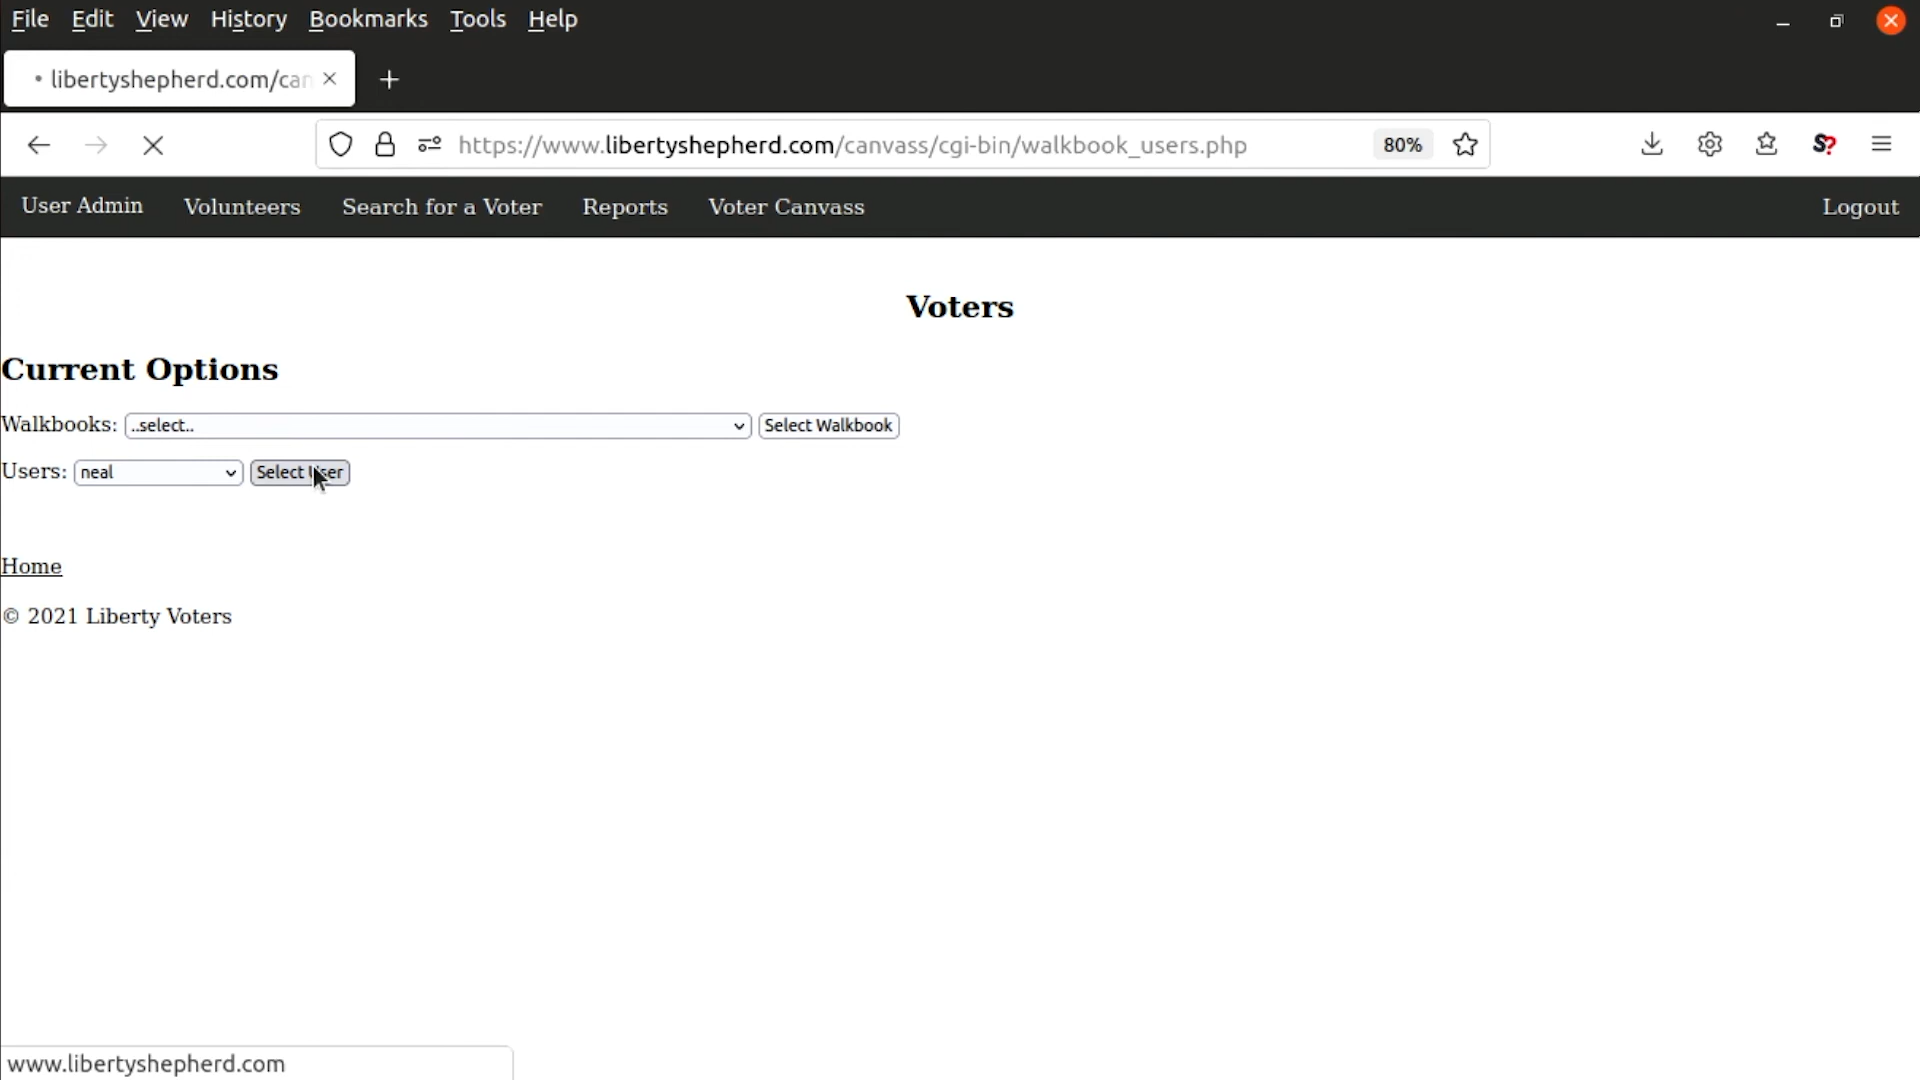 File Edit View History Bookmarks Tools Help
libertyshepherd.com/can
https://www.libertyshepherd.com/canvass/cgi-bin/walkbook_users.php 80% S?
User Admin Volunteers Search for a Voter Reports Voter Canvass Logout
Voters
Current Options
Walkbooks: ..select.. Select Walkbook
Users: neal Select User
Home
© 2021 Liberty Voters
www.libertyshepherd.com